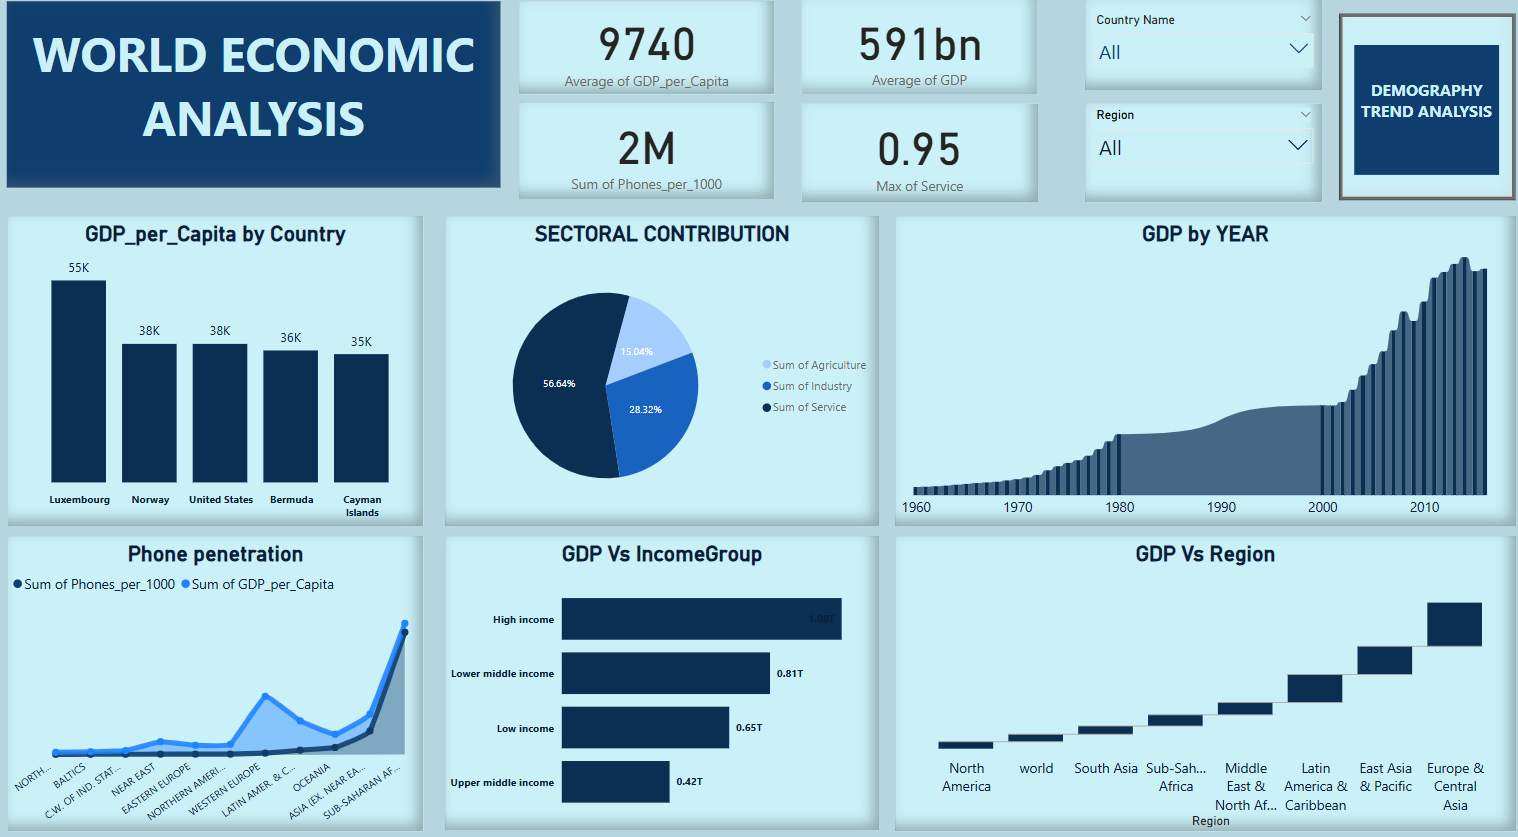 WORLD ECONOMIC
ANALYSIS
9740
Average of GDP_per_Capita
591bn
Average of GDP
2M
Sum of Phones_per_1000
0.95
Max of Service
Country Name
All
Region
All
DEMOGRAPHY
TREND ANALYSIS
GDP_per_Capita by Country
55K
38K
38K
36K
35K
Luxembourg
Norway
United States
Bermuda
Cayman
Islands
SECTORAL CONTRIBUTION
15.04%
56.64%
28.32%
Sum of Agriculture
Sum of Industry
Sum of Service
GDP by YEAR
1960
1970
1980
1990
2000
2010
Phone penetration
Sum of Phones_per_1000
Sum of GDP_per_Capita
NORTH...
BALTICS
C.W. OF IND. STAT...
NEAR EAST
EASTERN EUROPE
NORTHERN AMERI...
WESTERN EUROPE
LATIN AMER. & C...
OCEANIA
ASIA (EX. NEAR EA...
SUB-SAHARAN AF...
GDP Vs IncomeGroup
High income
1.08T
Lower middle income
0.81T
Low income
0.65T
Upper middle income
0.42T
GDP Vs Region
North
America
world
South Asia
Sub-Sah...
Africa
Middle
East &
North Af...
Latin
America &
Caribbean
East Asia
& Pacific
Europe &
Central
Asia
Region